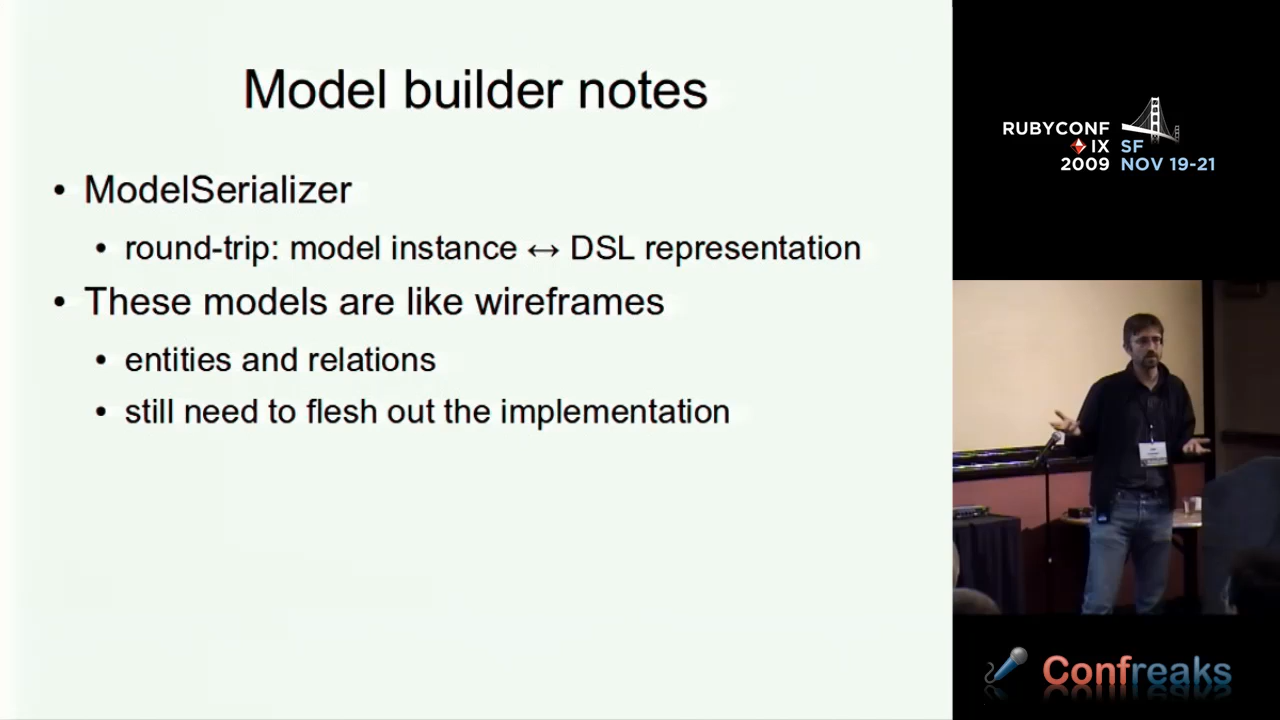 Model builder notes
• ModelSerializer
• round-trip: model instance ↔ DSL representation
• These models are like wireframes
• entities and relations
• still need to flesh out the implementation
RUBYCONF
IX
2009
SF
NOV 19-21
Confreaks